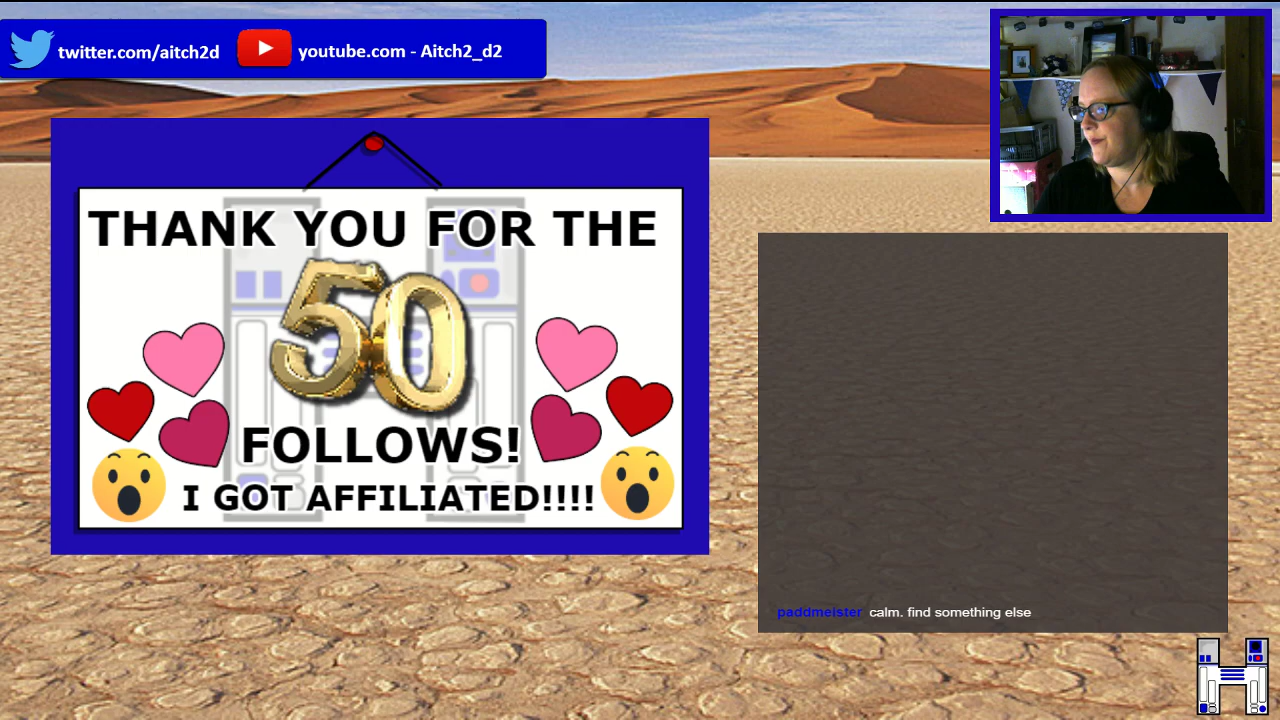 twitter.com/aitch2d
youtube.com - Aitch2_d2
THANK YOU FOR THE
50
FOLLOWS!
I GOT AFFILIATED!!!!
paddmeister calm. find something else